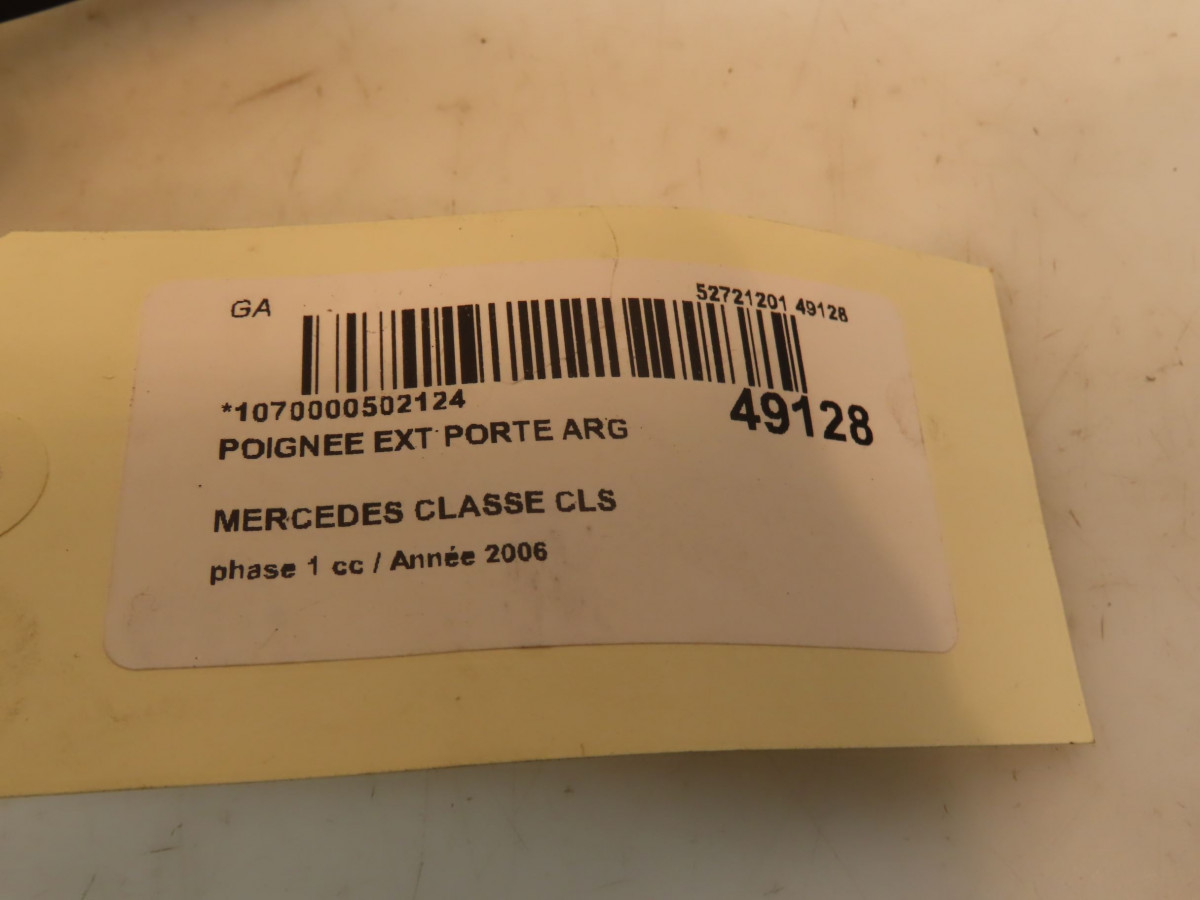 GA
52721201 49128
*1070000502124
49128
POIGNEE EXT PORTE ARG
MERCEDES CLASSE CLS
phase 1 cc / Année 2006